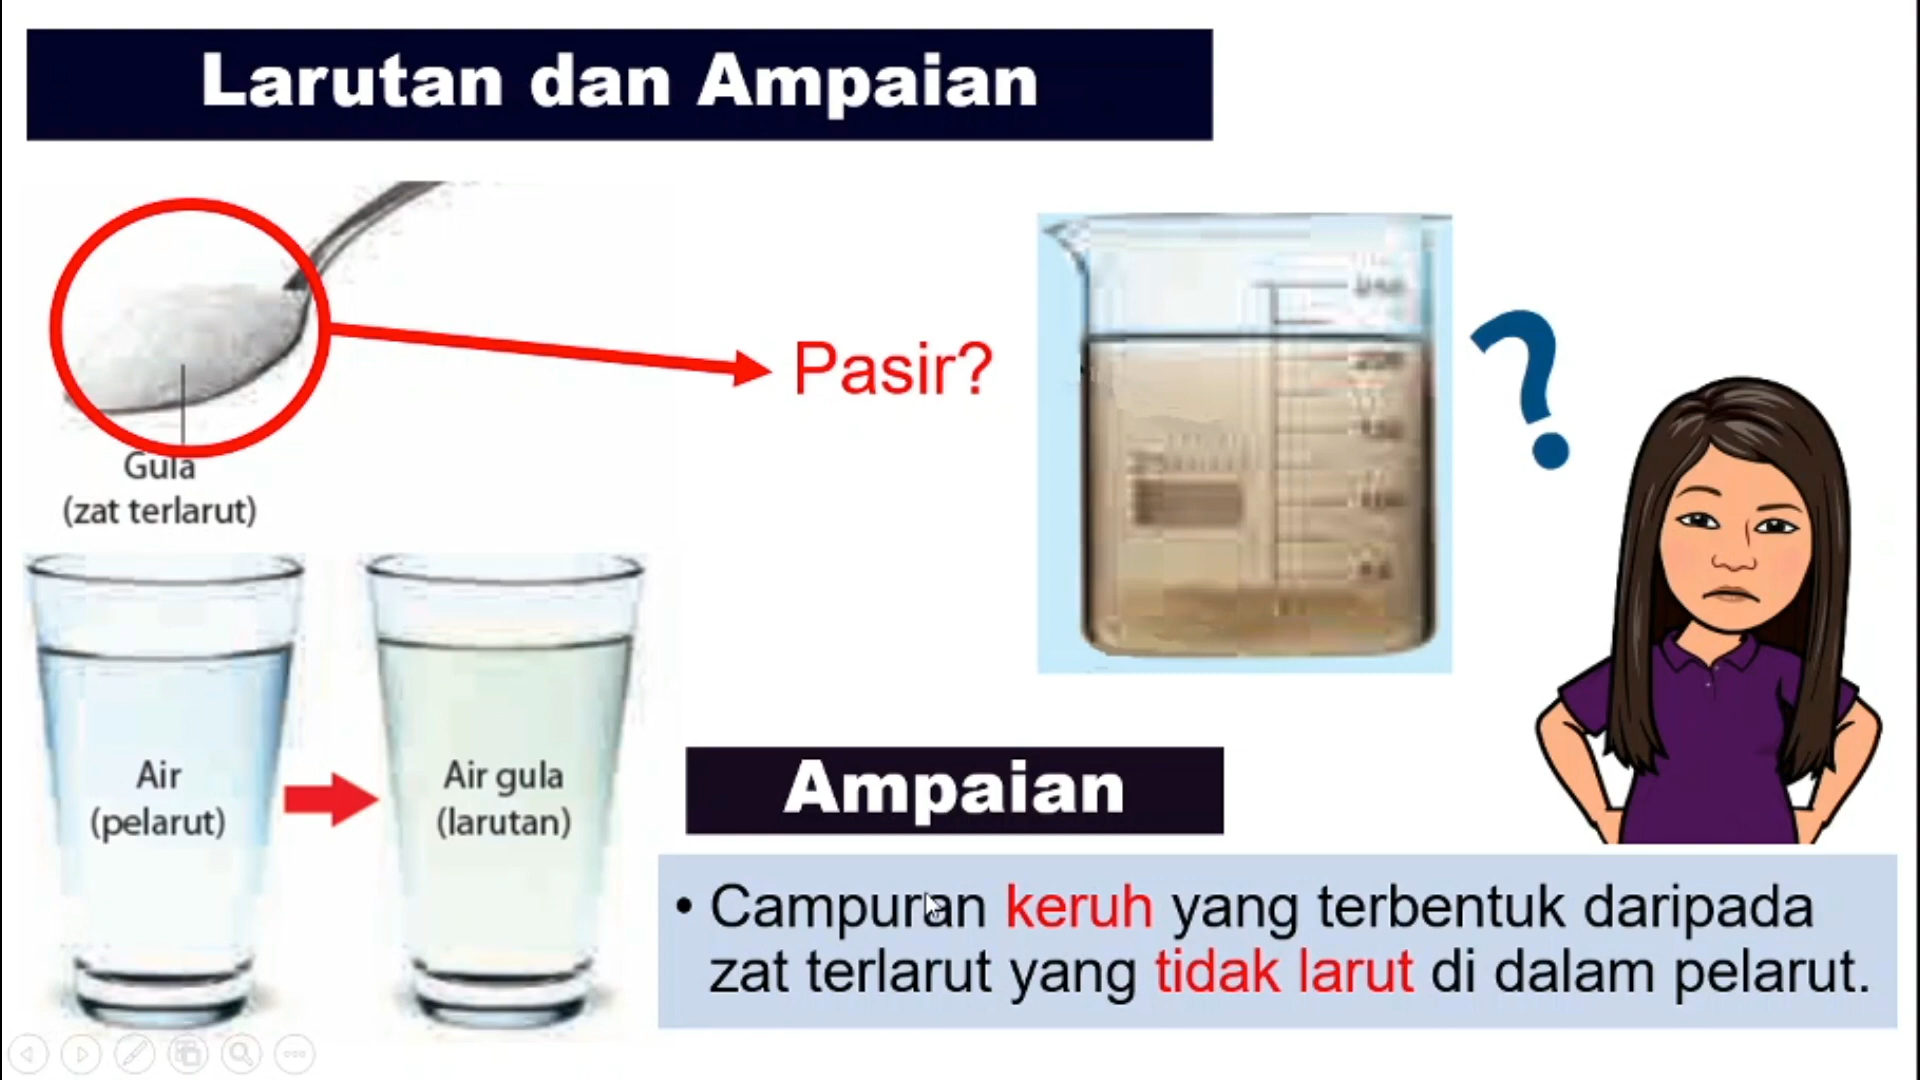 Larutan dan Ampaian
Gula
(zat terlarut)
Pasir?
Air
(pelarut)
Air gula
(larutan)
Ampaian
• Campuran keruh yang terbentuk daripada
zat terlarut yang tidak larut di dalam pelarut.